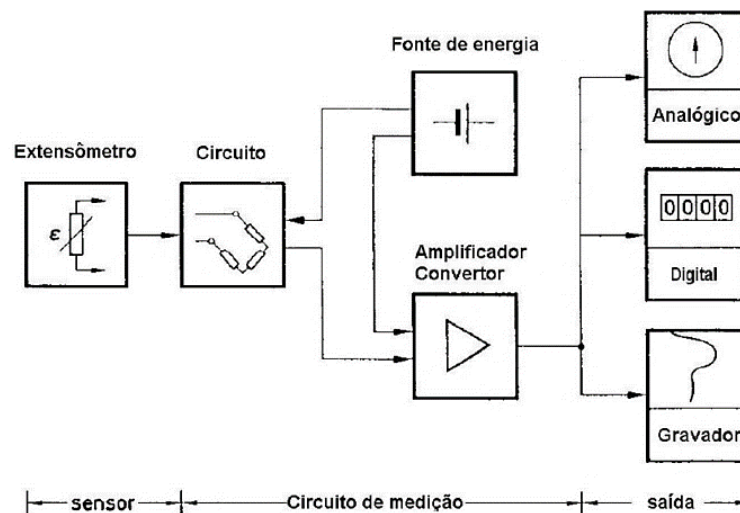 Fonte de energia
Analógico
Extensômetro
Circuito
ε
0000
Amplificador
Convertor
Digital
Gravador
sensor
Circuito de medição
saída